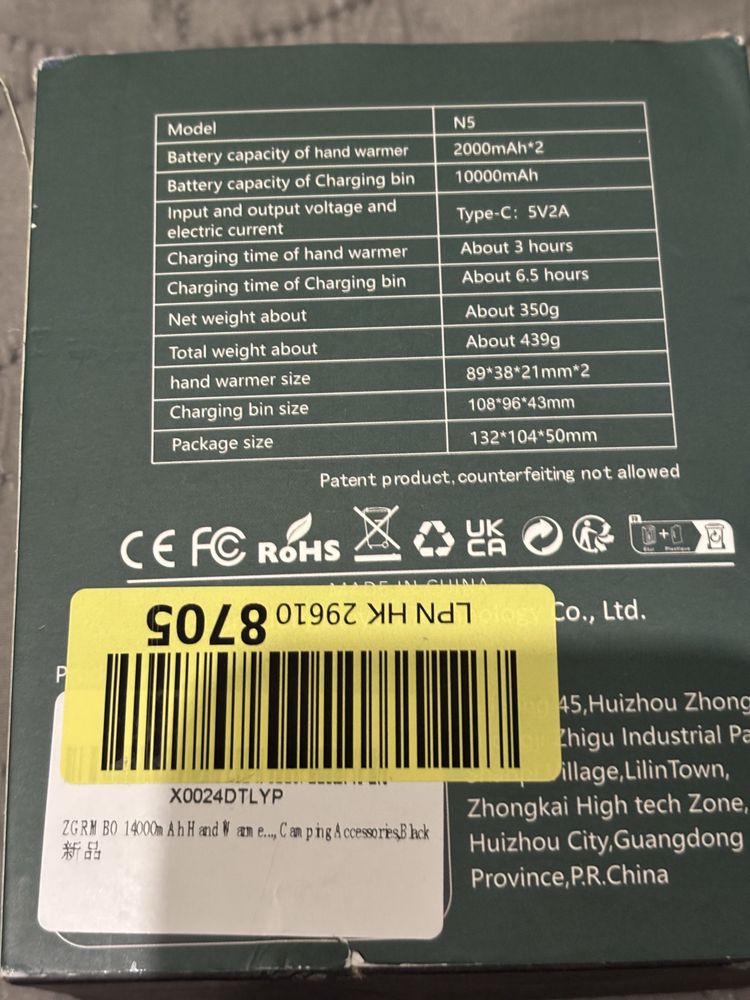 Model N5
Battery capacity of hand warmer 2000mAh*2
Battery capacity of Charging bin 10000mAh
Input and output voltage and
electric current Type-C: 5V2A
Charging time of hand warmer About 3 hours
Charging time of Charging bin About 6.5 hours
Net weight about About 350g
Total weight about About 439g
hand warmer size 89*38*21mm*2
Charging bin size 108*96*43mm
Package size 132*104*50mm
Patent product, counterfeiting not allowed
CE FC RoHS UK
CA
MADE IN CHINA
Co., Ltd.
LPN HK 29610 8705
45,Huizhou Zhong
Zhigu Industrial Pa
illage,LilinTown,
Zhongkai High tech Zone,
Huizhou City,Guangdong
Province,P.R.China
X0024DTLYP
ZGRMBO 14000mAh Hand Warme..., Camping Accessories,Black
新品